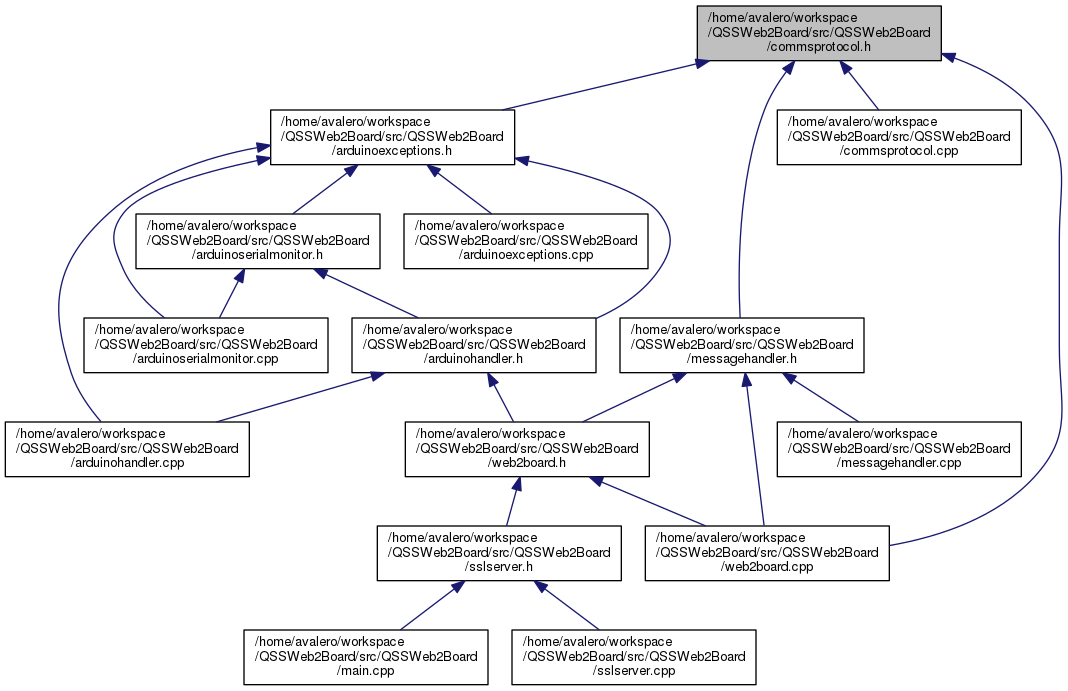 /home/avalero/workspace
/QSSWeb2Board/src/QSSWeb2Board
/commsprotocol.h
/home/avalero/workspace
/QSSWeb2Board/src/QSSWeb2Board
/arduinoexceptions.h
/home/avalero/workspace
/QSSWeb2Board/src/QSSWeb2Board
/commsprotocol.cpp
/home/avalero/workspace
/QSSWeb2Board/src/QSSWeb2Board
/arduinoserialmonitor.h
/home/avalero/workspace
/QSSWeb2Board/src/QSSWeb2Board
/arduinoexceptions.cpp
/home/avalero/workspace
/QSSWeb2Board/src/QSSWeb2Board
/arduinoserialmonitor.cpp
/home/avalero/workspace
/QSSWeb2Board/src/QSSWeb2Board
/arduinohandler.h
/home/avalero/workspace
/QSSWeb2Board/src/QSSWeb2Board
/messagehandler.h
/home/avalero/workspace
/QSSWeb2Board/src/QSSWeb2Board
/arduinohandler.cpp
/home/avalero/workspace
/QSSWeb2Board/src/QSSWeb2Board
/web2board.h
/home/avalero/workspace
/QSSWeb2Board/src/QSSWeb2Board
/messagehandler.cpp
/home/avalero/workspace
/QSSWeb2Board/src/QSSWeb2Board
/sslserver.h
/home/avalero/workspace
/QSSWeb2Board/src/QSSWeb2Board
/web2board.cpp
/home/avalero/workspace
/QSSWeb2Board/src/QSSWeb2Board
/main.cpp
/home/avalero/workspace
/QSSWeb2Board/src/QSSWeb2Board
/sslserver.cpp